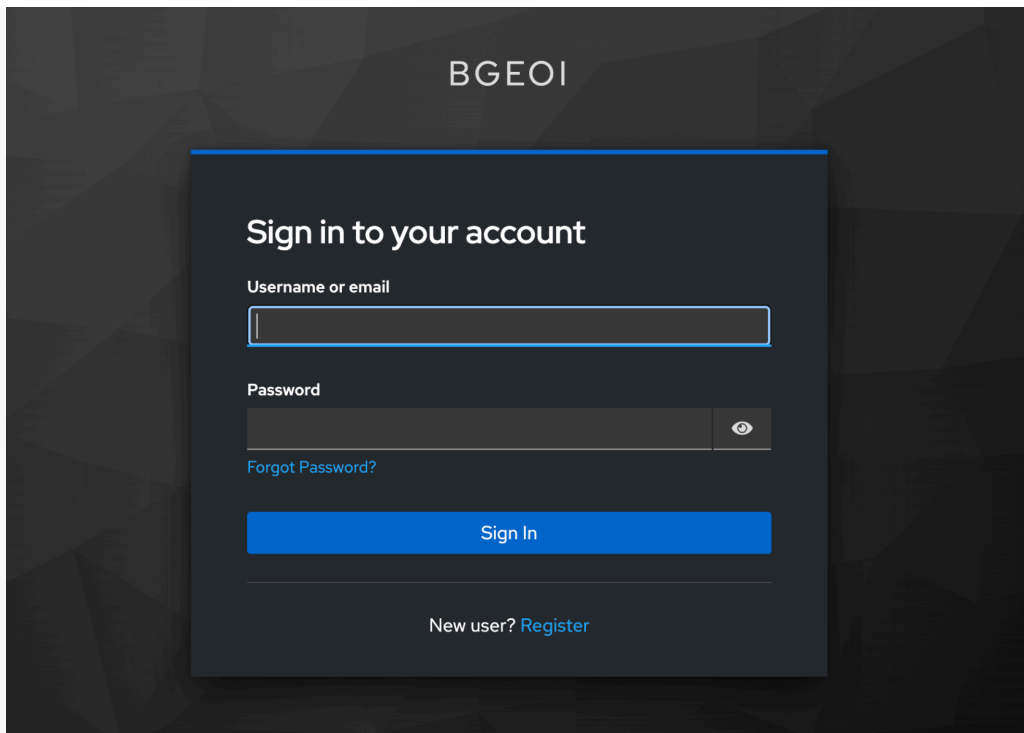 BGEOI
Sign in to your account
Username or email
Password
Forgot Password?
Sign In
New user? Register